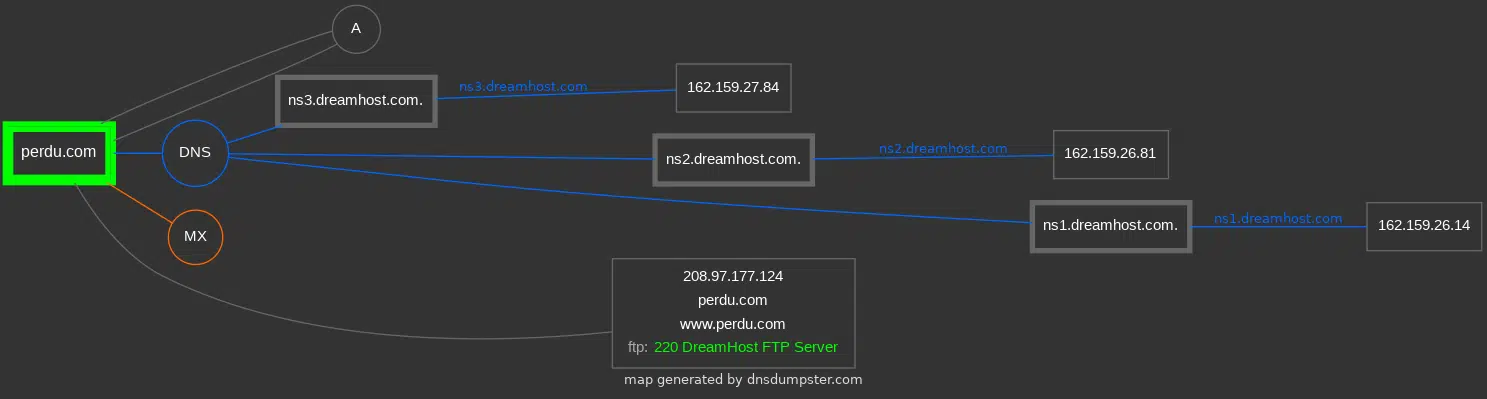 A
ns3.dreamhost.com.
ns3.dreamhost.com
162.159.27.84
perdu.com
DNS
ns2.dreamhost.com.
ns2.dreamhost.com
162.159.26.81
ns1.dreamhost.com.
ns1.dreamhost.com
162.159.26.14
MX
208.97.177.124
perdu.com
www.perdu.com
ftp: 220 DreamHost FTP Server
map generated by dnsdumpster.com